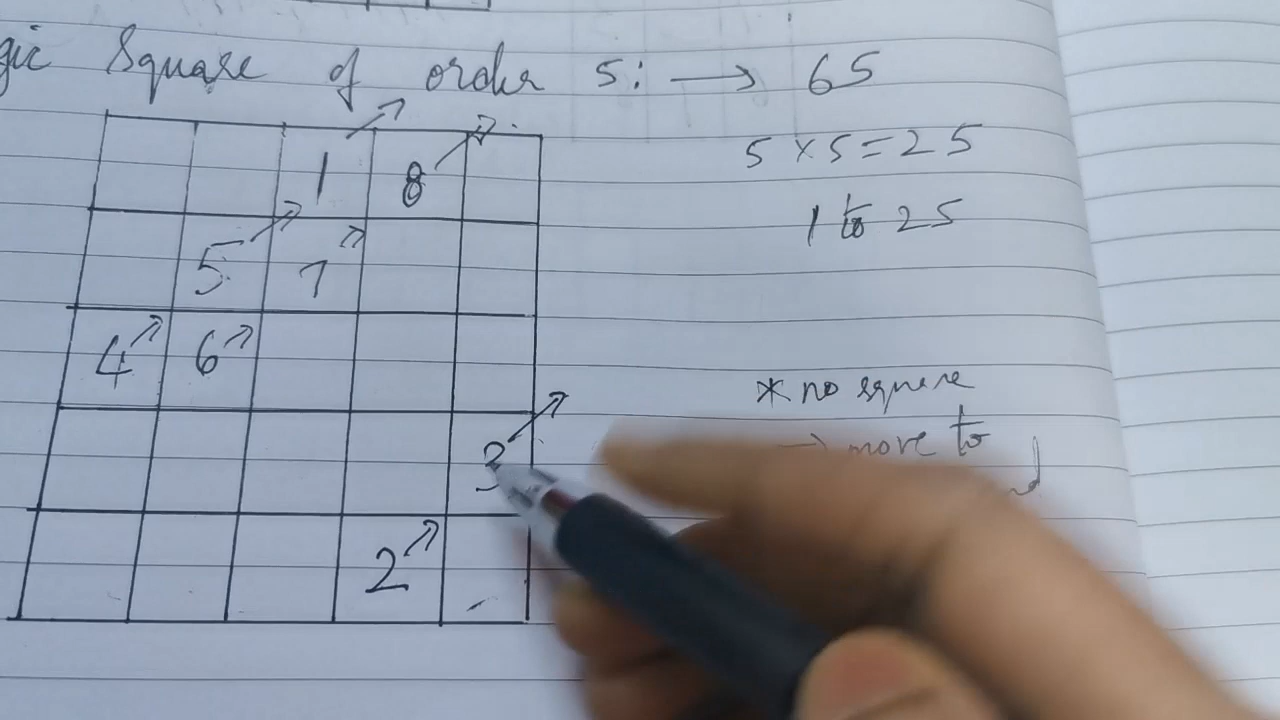 gic Square of order 5: → 65
5 × 5 = 25
1 to 25
1 8
5 7
4 6
3
2
* no square
→ move to